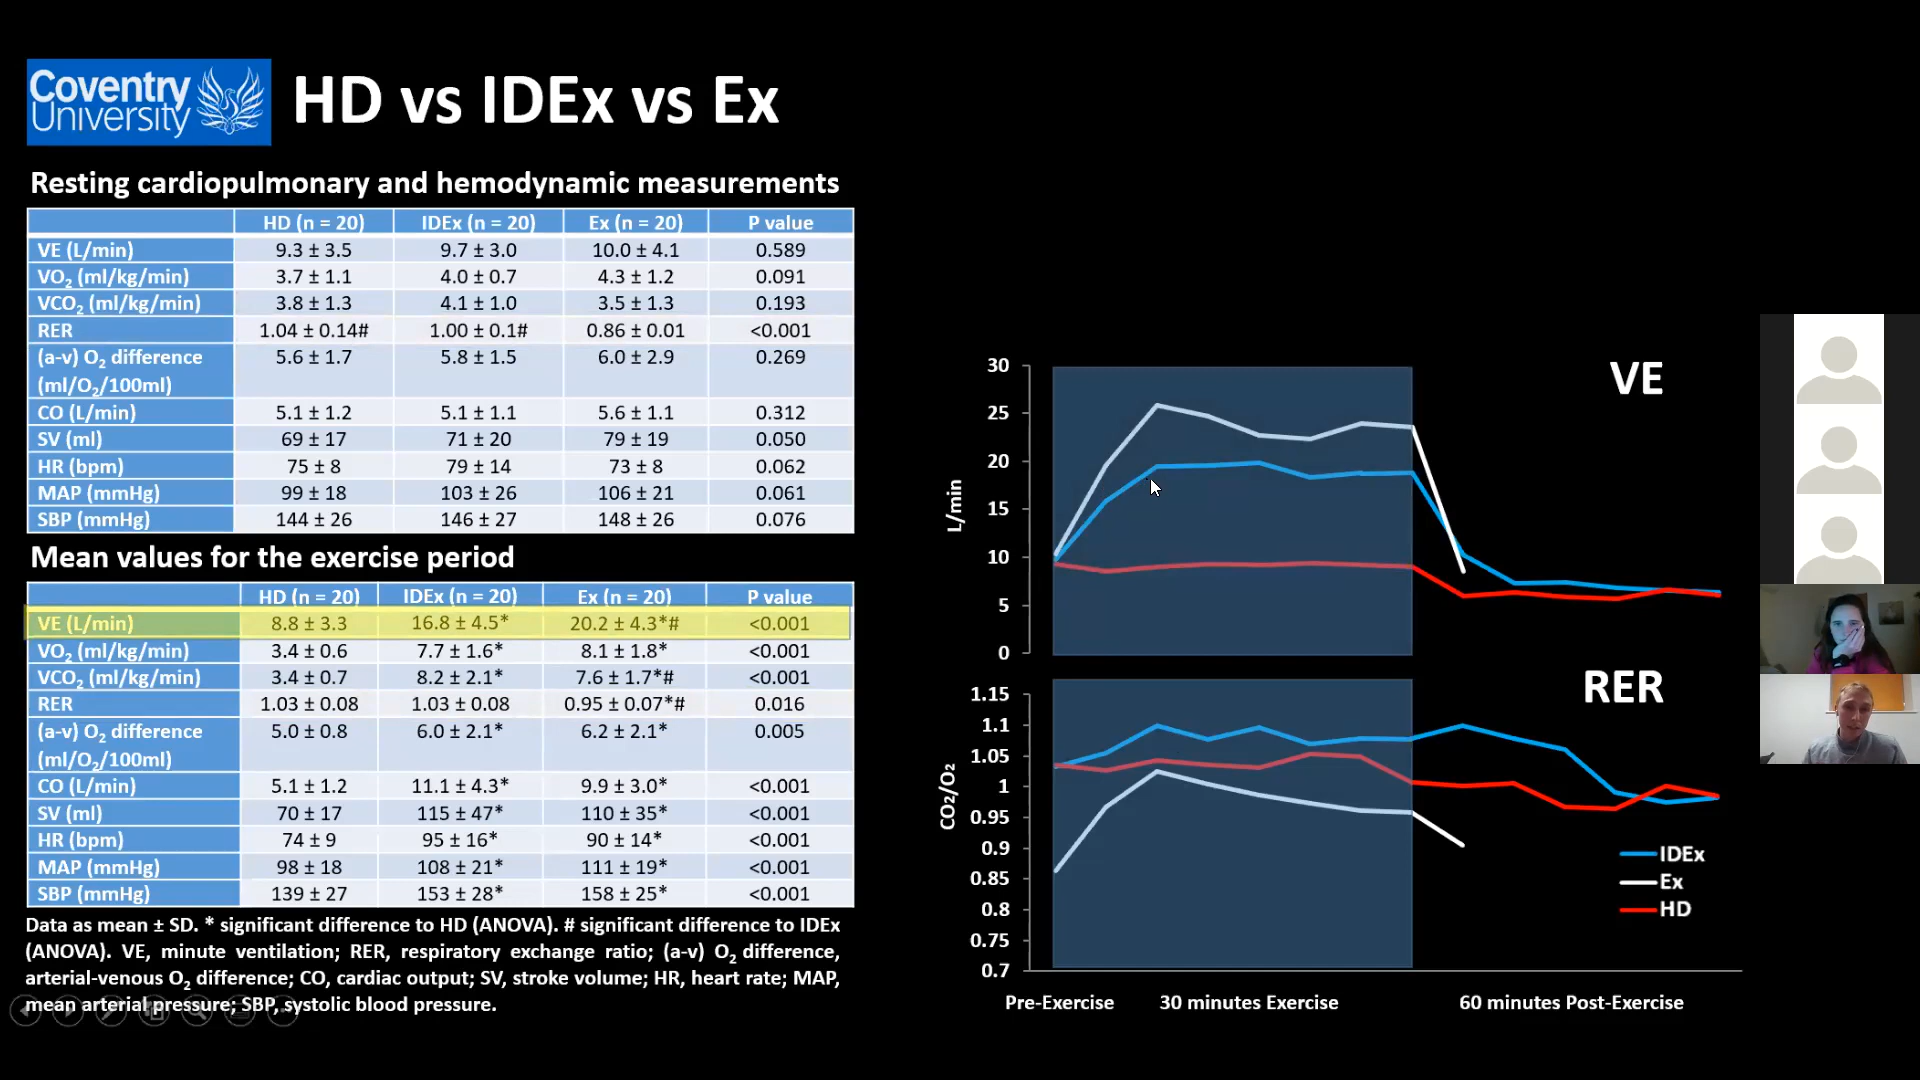 Coventry
University
HD vs IDEx vs Ex
Resting cardiopulmonary and hemodynamic measurements
HD (n = 20) IDEx (n = 20) Ex (n = 20) P value
VE (L/min) 9.3 ± 3.5 9.7 ± 3.0 10.0 ± 4.1 0.589
VO₂ (ml/kg/min) 3.7 ± 1.1 4.0 ± 0.7 4.3 ± 1.2 0.091
VCO₂ (ml/kg/min) 3.8 ± 1.3 4.1 ± 1.0 3.5 ± 1.3 0.193
RER 1.04 ± 0.14# 1.00 ± 0.1# 0.86 ± 0.01 <0.001
(a-v) O₂ difference 5.6 ± 1.7 5.8 ± 1.5 6.0 ± 2.9 0.269
(ml/O₂/100ml)
CO (L/min) 5.1 ± 1.2 5.1 ± 1.1 5.6 ± 1.1 0.312
SV (ml) 69 ± 17 71 ± 20 79 ± 19 0.050
HR (bpm) 75 ± 8 79 ± 14 73 ± 8 0.062
MAP (mmHg) 99 ± 18 103 ± 26 106 ± 21 0.061
SBP (mmHg) 144 ± 26 146 ± 27 148 ± 26 0.076
Mean values for the exercise period
HD (n = 20) IDEx (n = 20) Ex (n = 20) P value
VE (L/min) 8.8 ± 3.3 16.8 ± 4.5* 20.2 ± 4.3*# <0.001
VO₂ (ml/kg/min) 3.4 ± 0.6 7.7 ± 1.6* 8.1 ± 1.8* <0.001
VCO₂ (ml/kg/min) 3.4 ± 0.7 8.2 ± 2.1* 7.6 ± 1.7*# <0.001
RER 1.03 ± 0.08 1.03 ± 0.08 0.95 ± 0.07*# 0.016
(a-v) O₂ difference 5.0 ± 0.8 6.0 ± 2.1* 6.2 ± 2.1* 0.005
(ml/O₂/100ml)
CO (L/min) 5.1 ± 1.2 11.1 ± 4.3* 9.9 ± 3.0* <0.001
SV (ml) 70 ± 17 115 ± 47* 110 ± 35* <0.001
HR (bpm) 74 ± 9 95 ± 16* 90 ± 14* <0.001
MAP (mmHg) 98 ± 18 108 ± 21* 111 ± 19* <0.001
SBP (mmHg) 139 ± 27 153 ± 28* 158 ± 25* <0.001
Data as mean ± SD. * significant difference to HD (ANOVA). # significant difference to IDEx
(ANOVA). VE, minute ventilation; RER, respiratory exchange ratio; (a-v) O₂ difference,
arterial-venous O₂ difference; CO, cardiac output; SV, stroke volume; HR, heart rate; MAP,
mean arterial pressure; SBP, systolic blood pressure.
VE
30
25
20
15
10
5
0
L/min
RER
1.15
1.1
1.05
1
0.95
0.9
0.85
0.8
0.75
0.7
CO₂/O₂
IDEx
Ex
HD
Pre-Exercise 30 minutes Exercise 60 minutes Post-Exercise